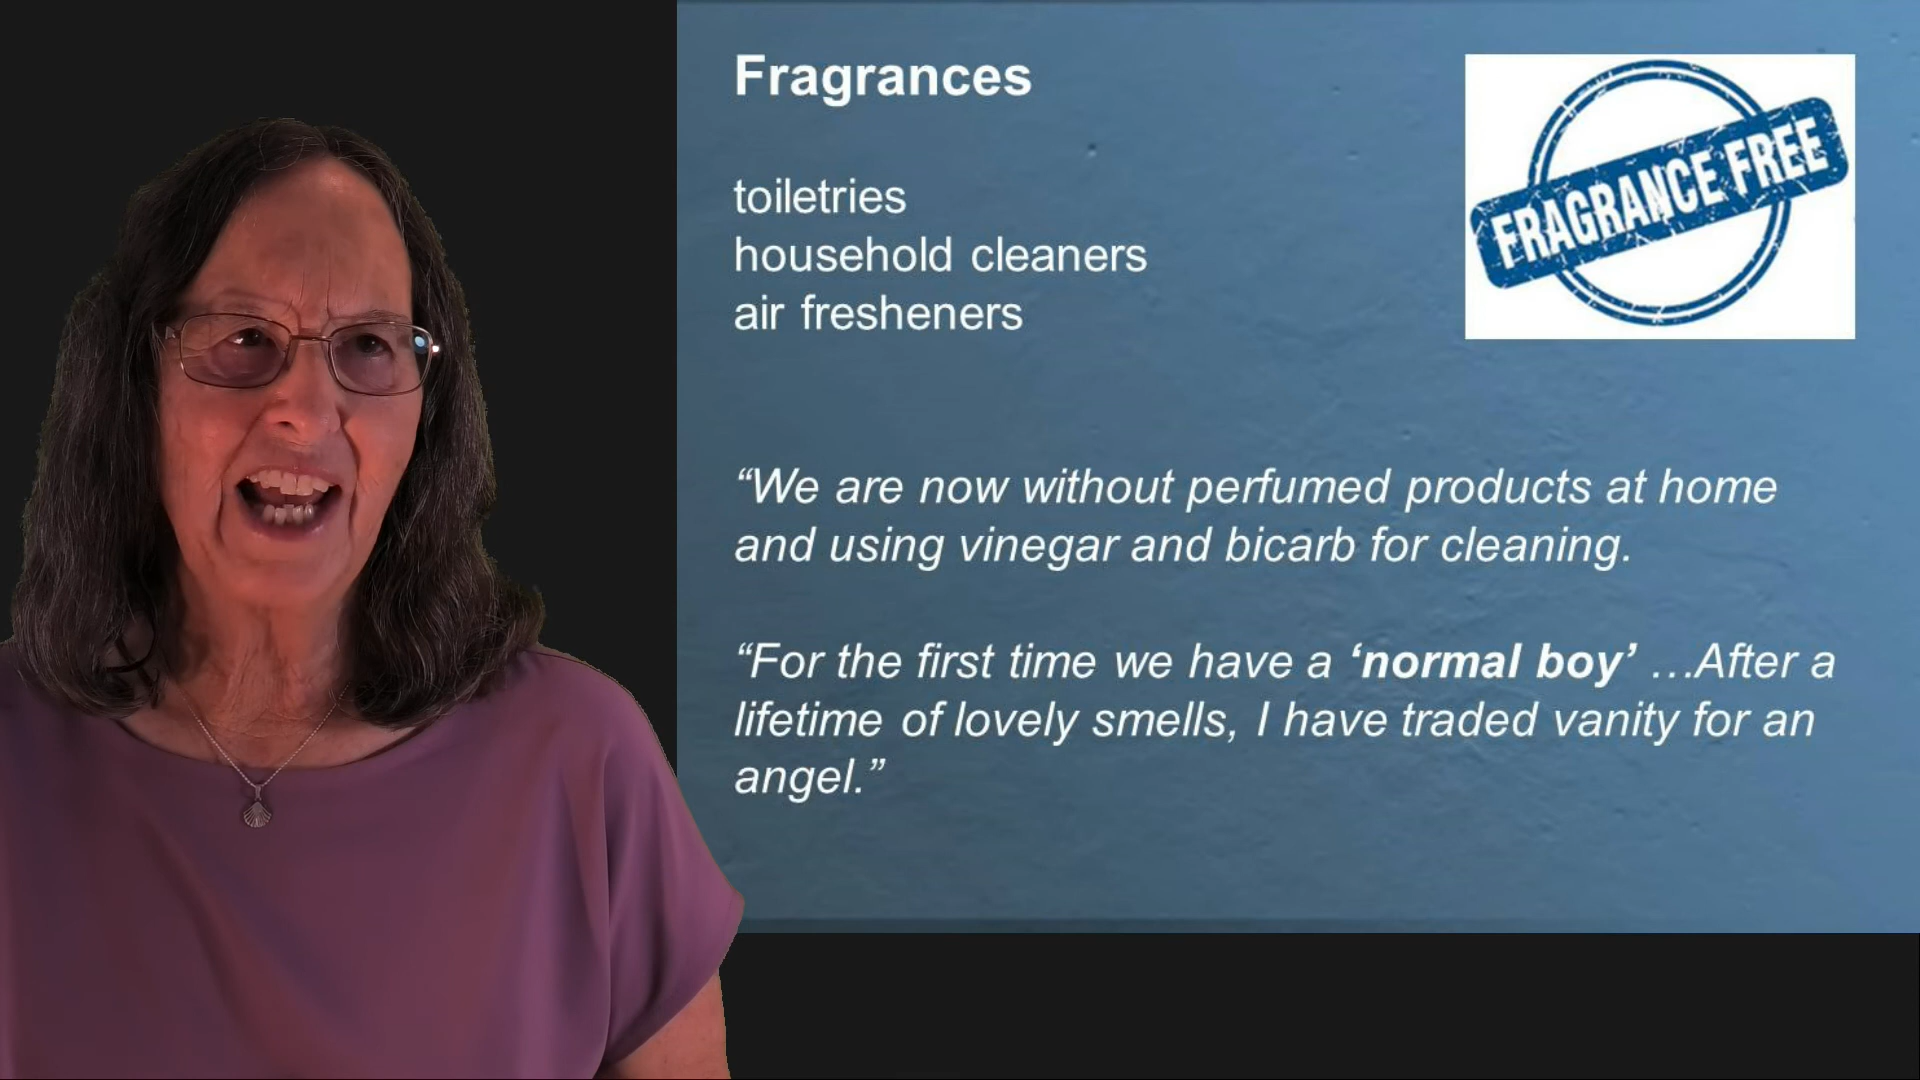 Fragrances
FRAGRANCE FREE
toiletries
household cleaners
air fresheners
“We are now without perfumed products at home
and using vinegar and bicarb for cleaning.
“For the first time we have a ‘normal boy’ …After a
lifetime of lovely smells, I have traded vanity for an
angel.”